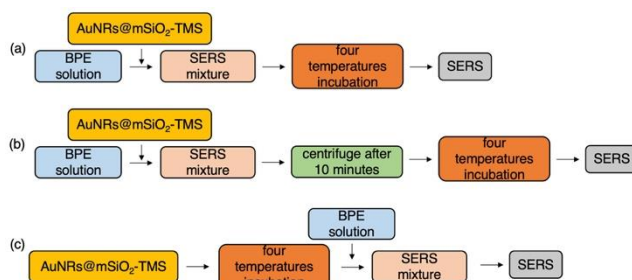 AuNRs@mSiO₂-TMS
(a)
BPE
solution
SERS
mixture
four
temperatures
incubation
SERS
AuNRs@mSiO₂-TMS
(b)
BPE
solution
SERS
mixture
centrifuge after
10 minutes
four
temperatures
incubation
SERS
BPE
solution
(c)
AuNRs@mSiO₂-TMS
four
temperatures
incubation
SERS
mixture
SERS